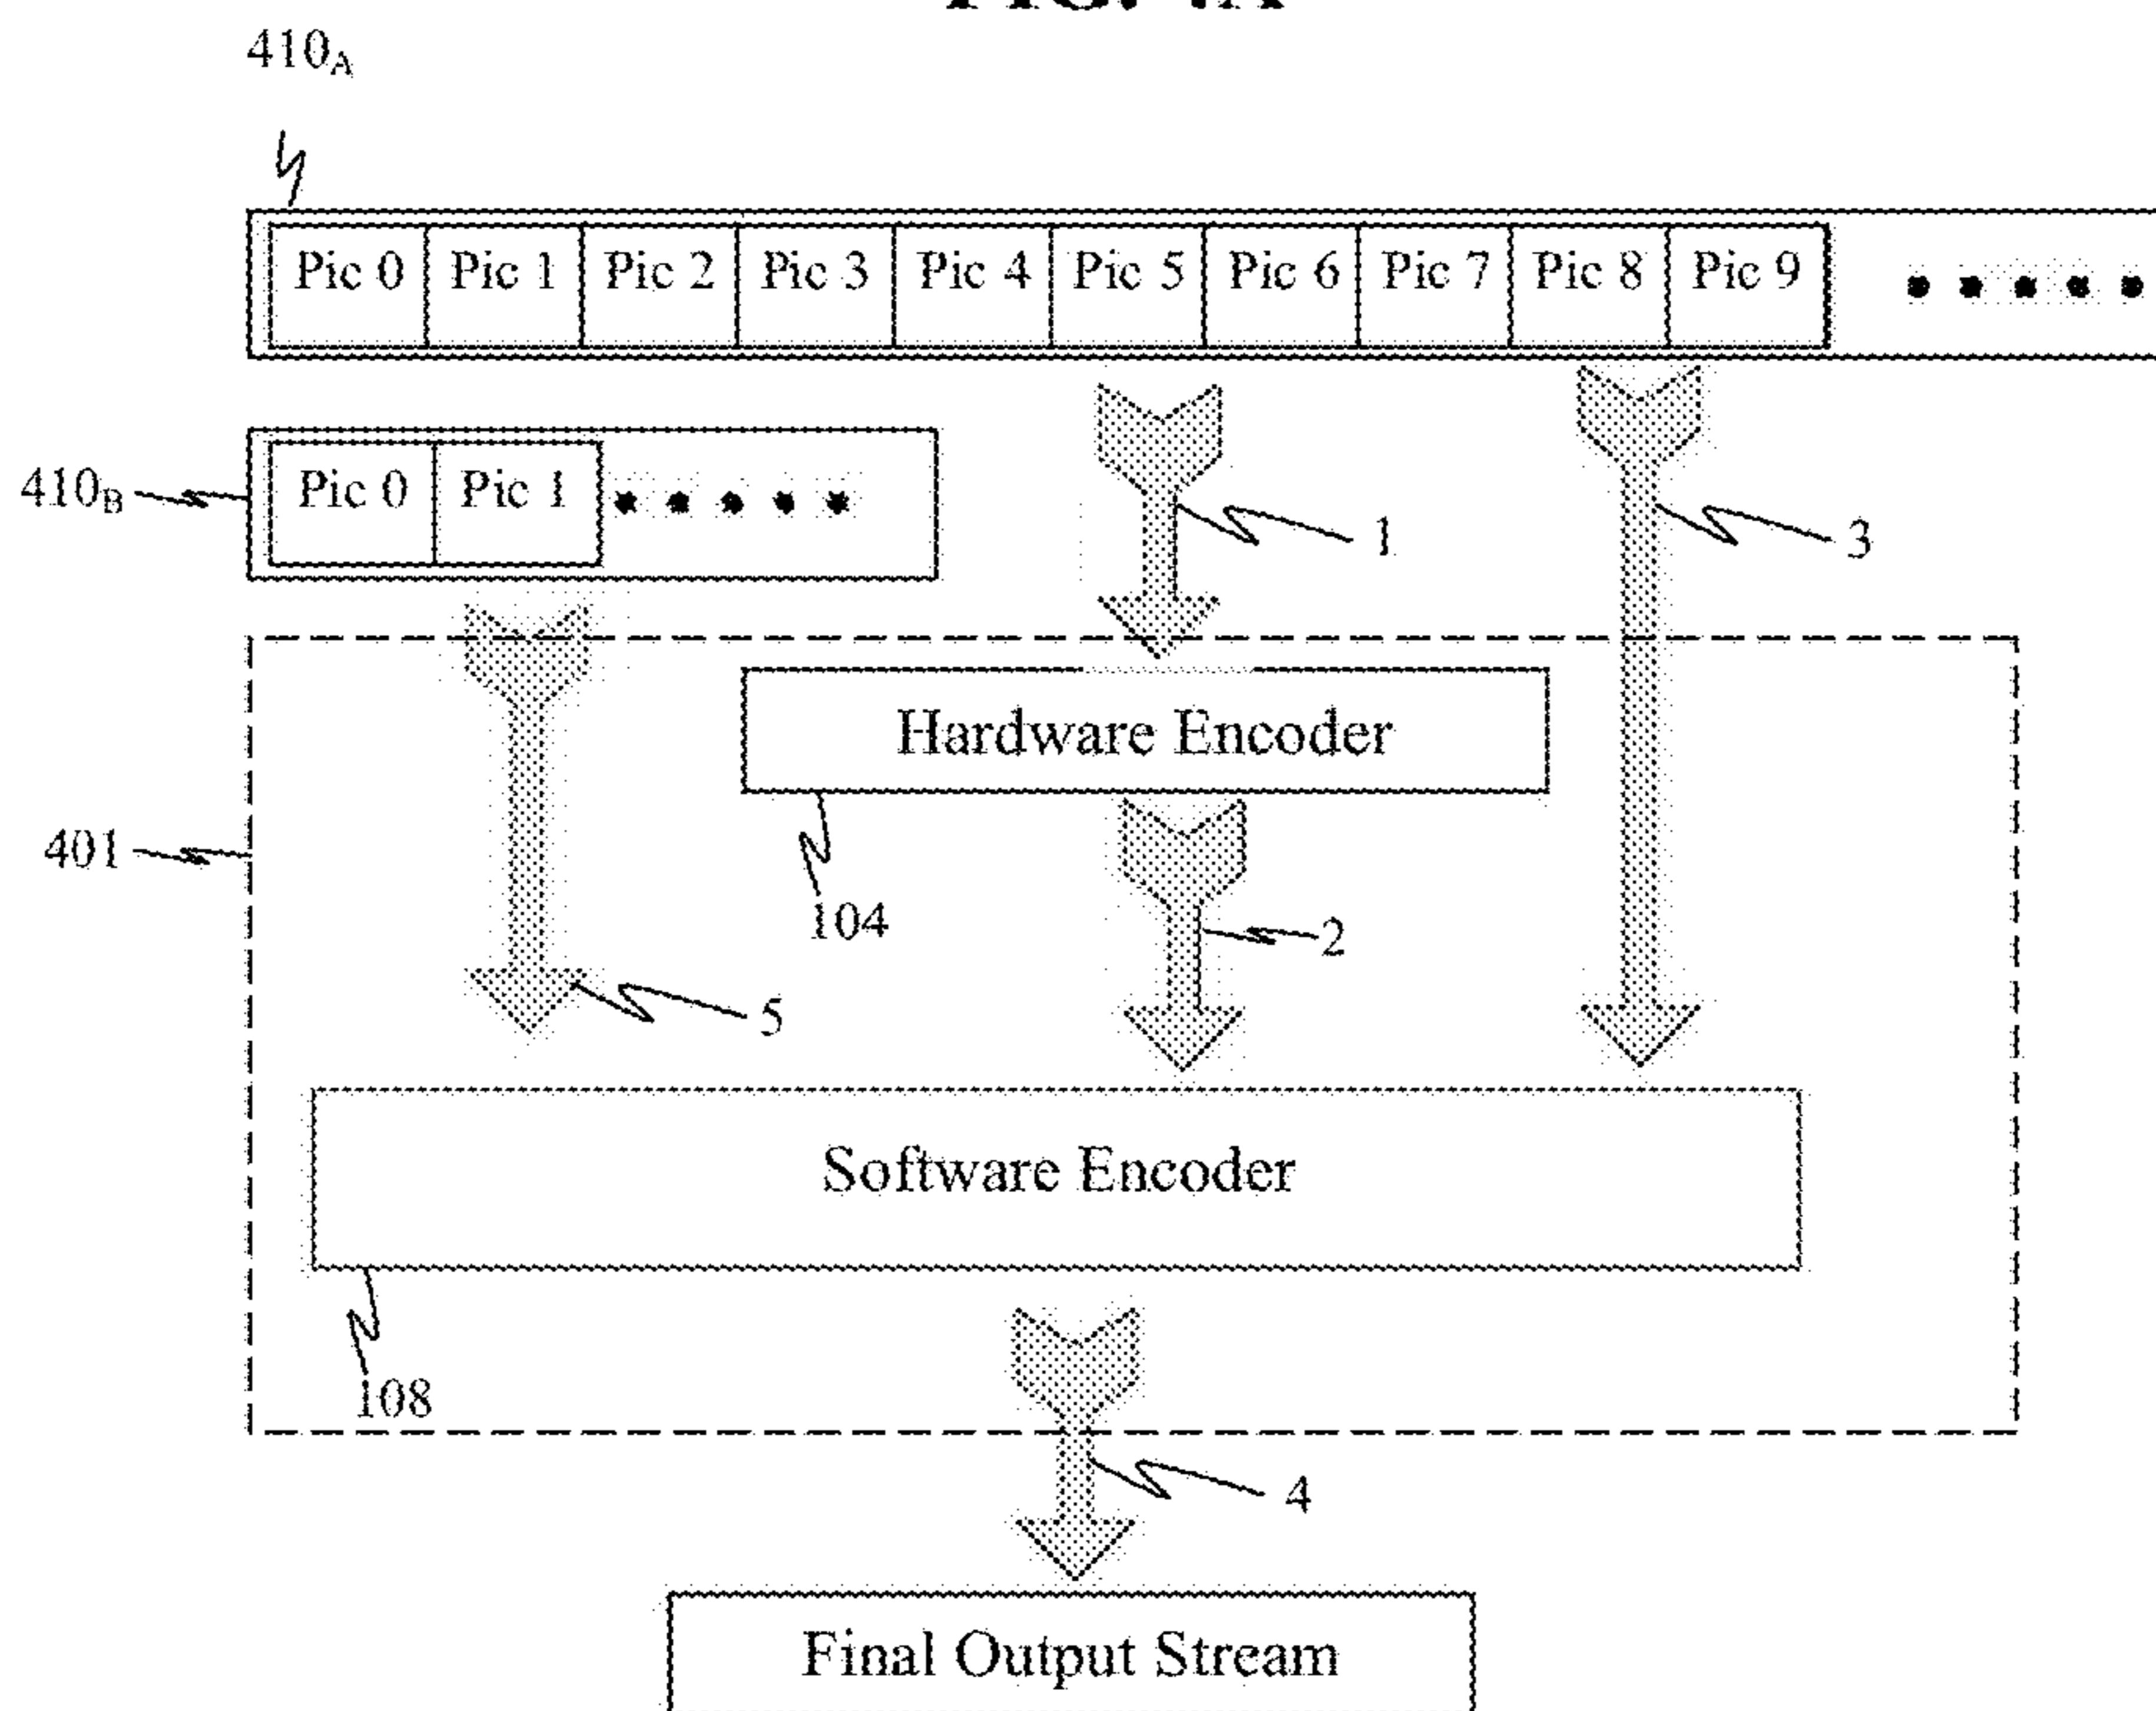 410A
Pic 0 Pic 1 Pic 2 Pic 3 Pic 4 Pic 5 Pic 6 Pic 7 Pic 8 Pic 9
410B
Pic 0 Pic 1
1
3
Hardware Encoder
401
104
2
5
Software Encoder
108
4
Final Output Stream